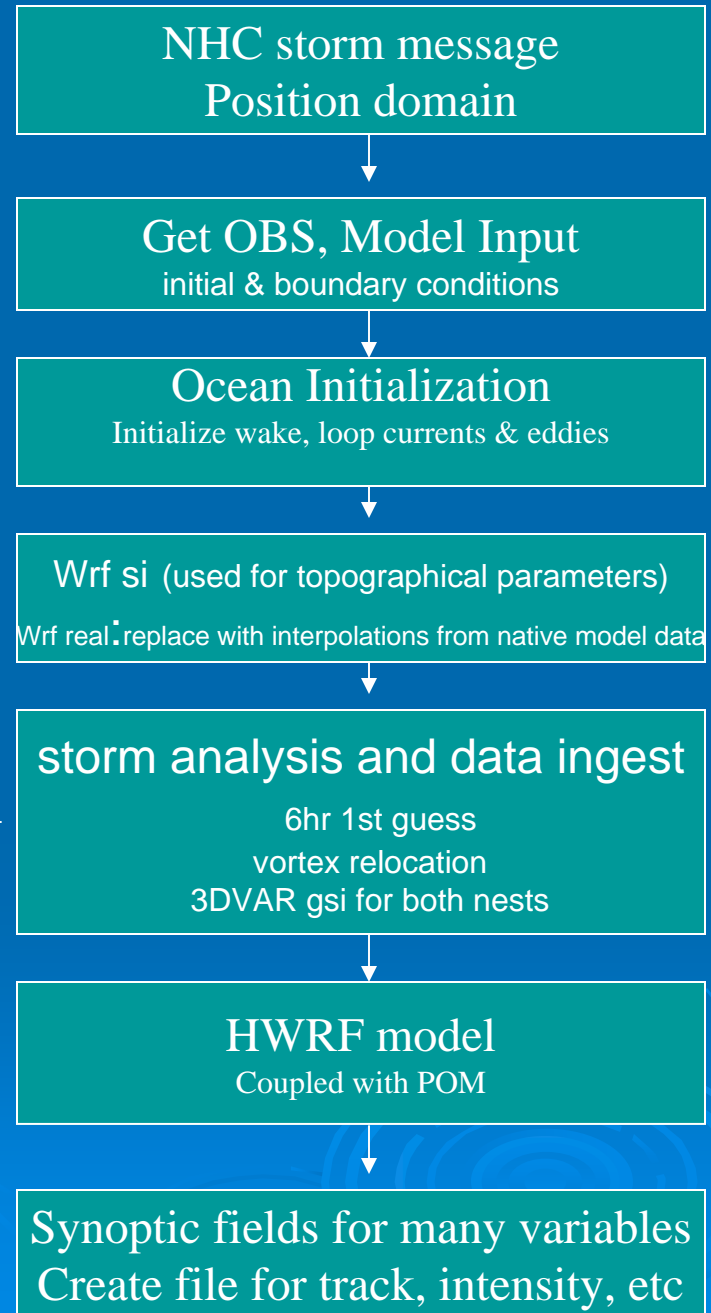 NHC storm message
Position domain
Get OBS, Model Input
initial & boundary conditions
Ocean Initialization
Initialize wake, loop currents & eddies
Wrf si (used for topographical parameters)
Wrf real:replace with interpolations from native model data
storm analysis and data ingest
6hr 1st guess
vortex relocation
3DVAR gsi for both nests
HWRF model
Coupled with POM
Synoptic fields for many variables
Create file for track, intensity, etc